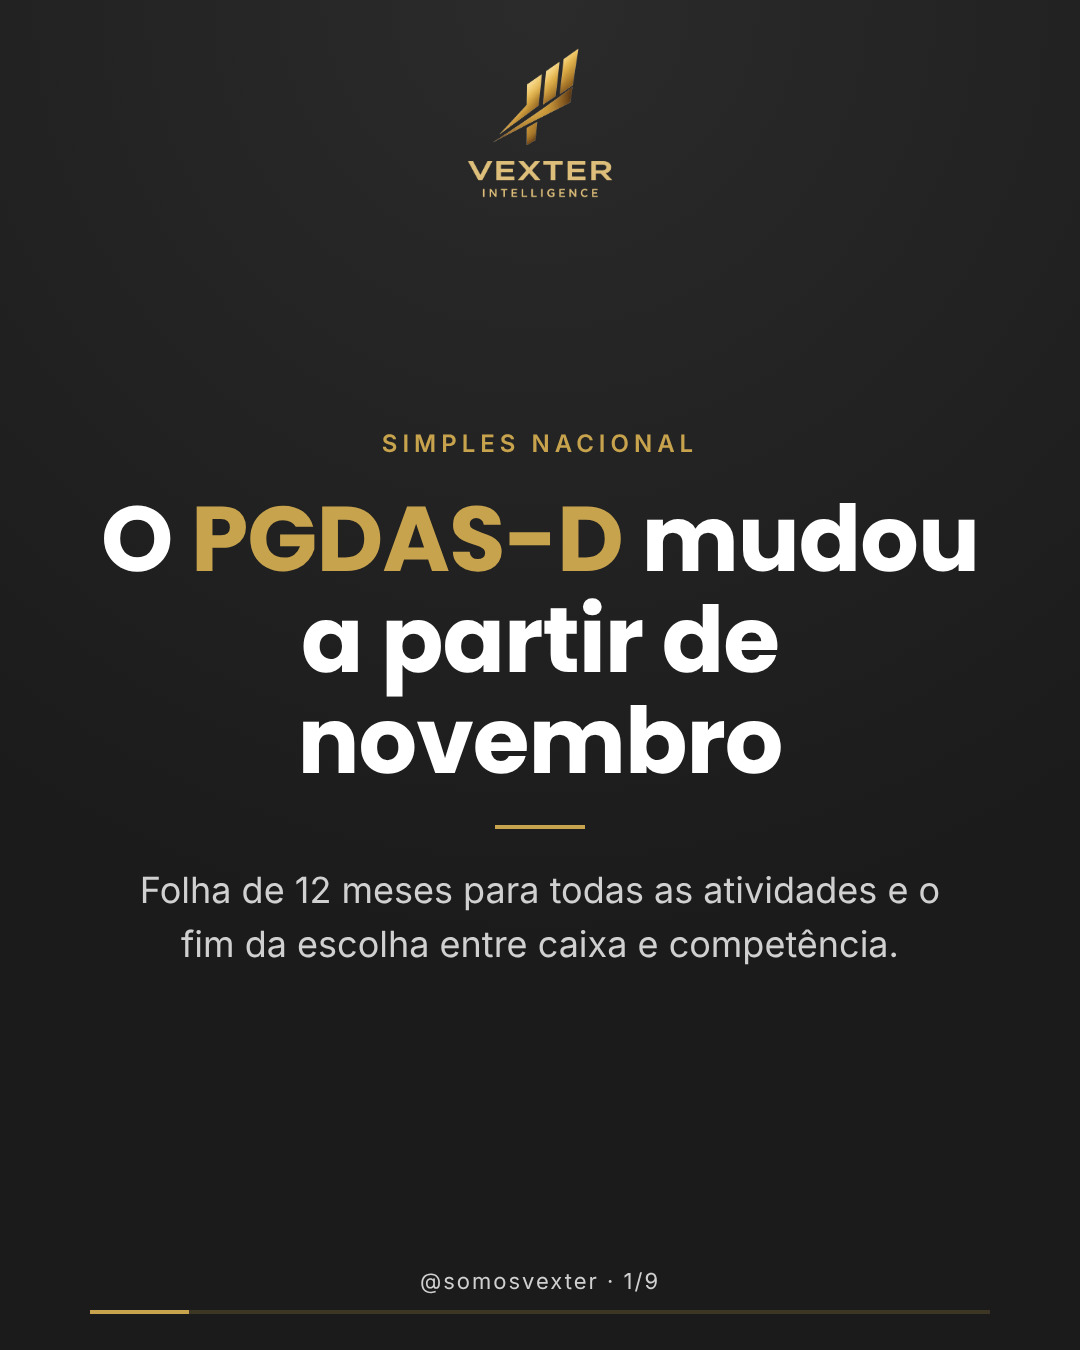 VEXTER
INTELLIGENCE
SIMPLES NACIONAL
O PGDAS-D mudou
a partir de
novembro
Folha de 12 meses para todas as atividades e o
fim da escolha entre caixa e competência.
@somosvexter · 1/9